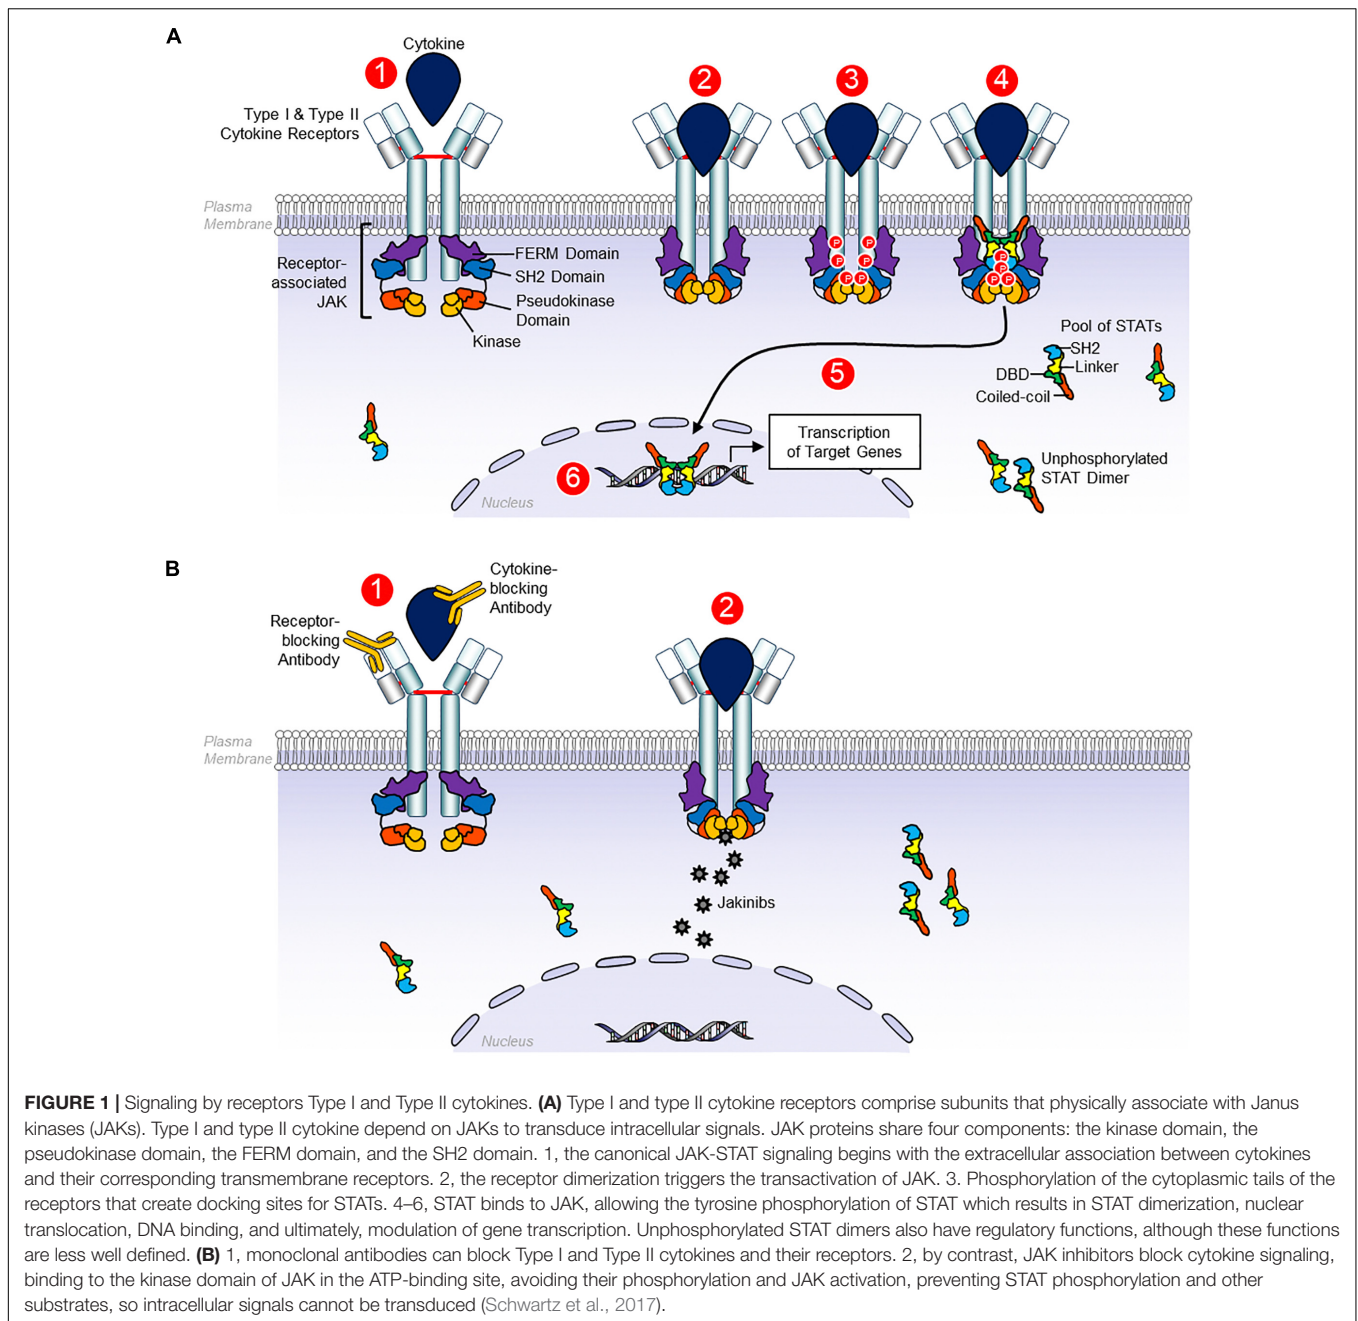 A
Cytokine
1
2
3
4
Type I & Type II
Cytokine Receptors
Plasma
Membrane
Receptor-
associated
JAK
FERM Domain
SH2 Domain
Pseudokinase
Domain
Kinase
P P
P P
P P
P
P
P P
Pool of STATs
SH2
Linker
DBD
Coiled-coil
5
Transcription
of Target Genes
6
Nucleus
Unphosphorylated
STAT Dimer
B
1
Cytokine-
blocking
Antibody
Receptor-
blocking
Antibody
2
Plasma
Membrane
Jakinibs
Nucleus
FIGURE 1 | Signaling by receptors Type I and Type II cytokines. (A) Type I and type II cytokine receptors comprise subunits that physically associate with Janus
kinases (JAKs). Type I and type II cytokine depend on JAKs to transduce intracellular signals. JAK proteins share four components: the kinase domain, the
pseudokinase domain, the FERM domain, and the SH2 domain. 1, the canonical JAK-STAT signaling begins with the extracellular association between cytokines
and their corresponding transmembrane receptors. 2, the receptor dimerization triggers the transactivation of JAK. 3. Phosphorylation of the cytoplasmic tails of the
receptors that create docking sites for STATs. 4–6, STAT binds to JAK, allowing the tyrosine phosphorylation of STAT which results in STAT dimerization, nuclear
translocation, DNA binding, and ultimately, modulation of gene transcription. Unphosphorylated STAT dimers also have regulatory functions, although these functions
are less well defined. (B) 1, monoclonal antibodies can block Type I and Type II cytokines and their receptors. 2, by contrast, JAK inhibitors block cytokine signaling,
binding to the kinase domain of JAK in the ATP-binding site, avoiding their phosphorylation and JAK activation, preventing STAT phosphorylation and other
substrates, so intracellular signals cannot be transduced (Schwartz et al., 2017).